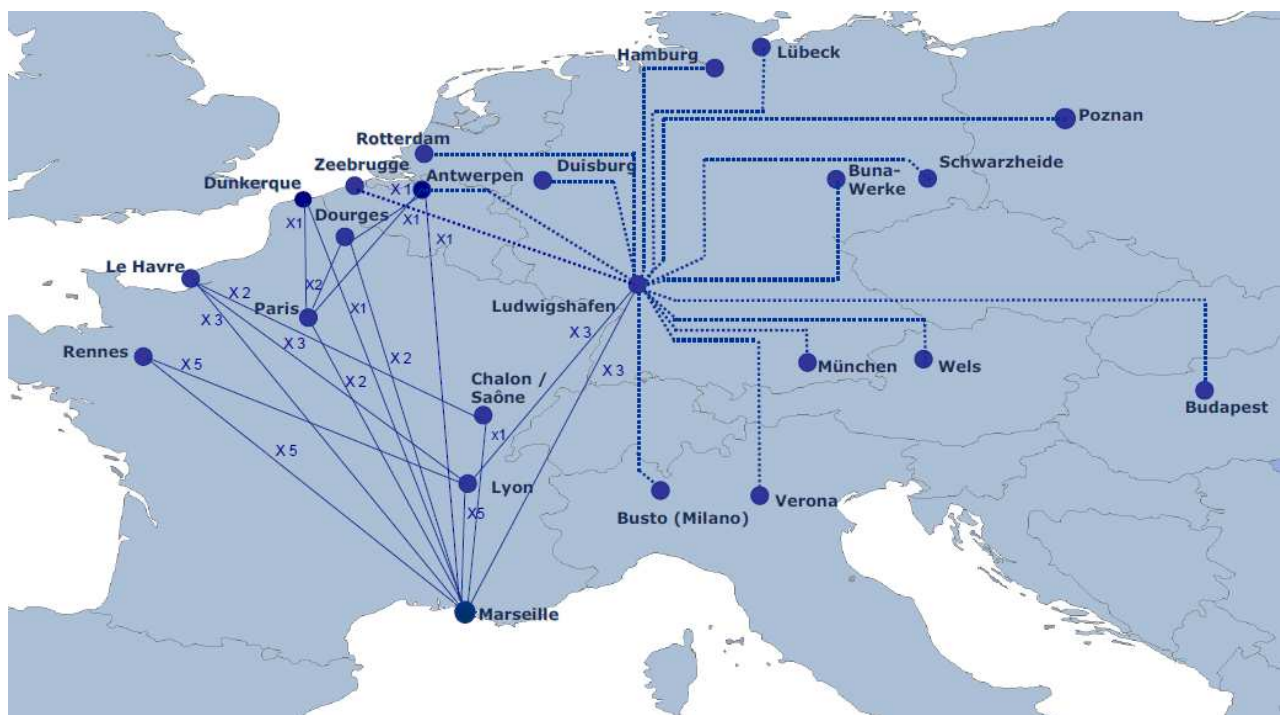 Hamburg
Lübeck
Poznan
Rotterdam
Zeebrugge
Duisburg
Buna-
Werke
Schwarzheide
Dunkerque
X 1
Antwerpen
Dourges
X1
X1
X1
Le Havre
X 2
X2
X1
Paris
Ludwigshafen
X 3
X 3
X 3
Rennes
X 5
X 2
X 2
X 3
München
Wels
Chalon /
Saône
x1
Budapest
X 5
Lyon
X5
Busto (Milano)
Verona
Marseille